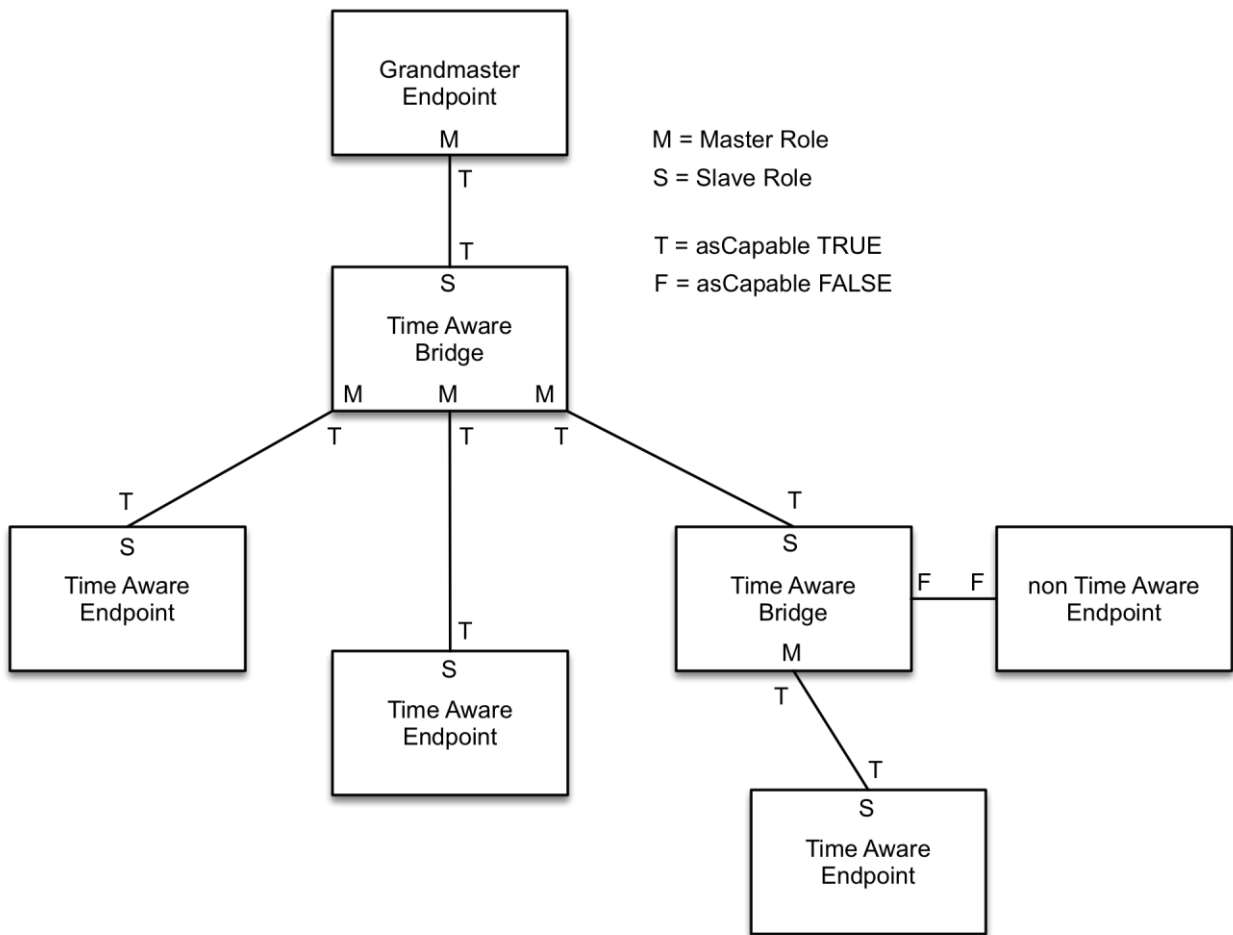 Grandmaster
Endpoint
M
M = Master Role
S = Slave Role
T
T = asCapable TRUE
T
F = asCapable FALSE
S
Time Aware
Bridge
M M M
T T T
T T
S S
Time Aware
Endpoint
Time Aware
Bridge
F F
non Time Aware
Endpoint
T
M
S
T
Time Aware
Endpoint
T
S
Time Aware
Endpoint